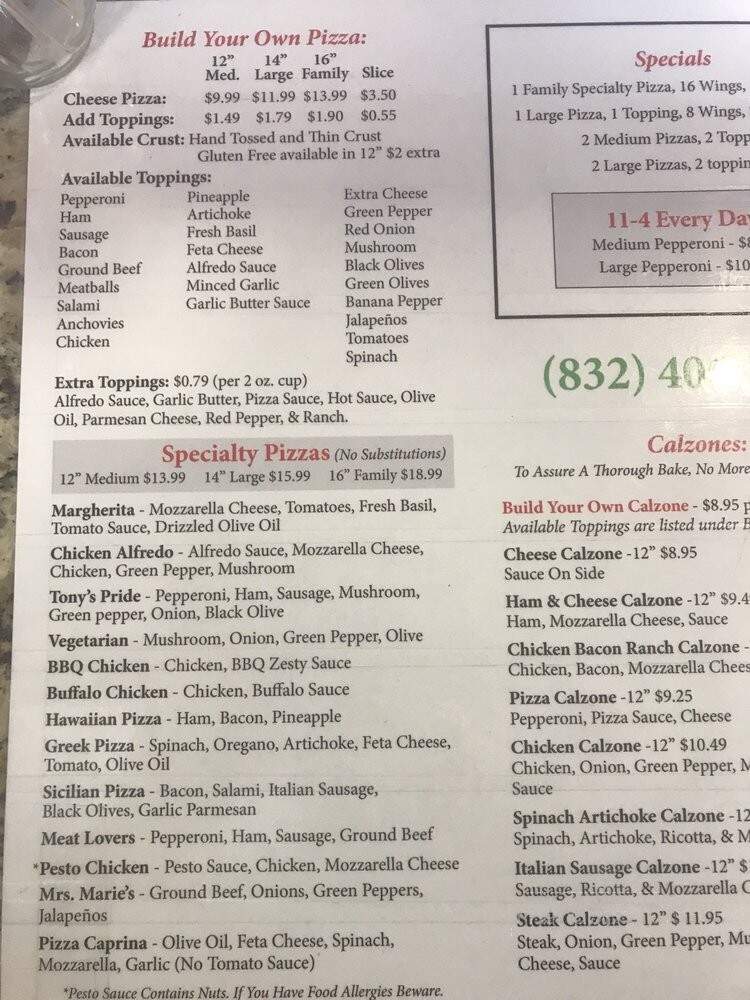 Build Your Own Pizza:
12" 14" 16"
Med. Large Family Slice
Cheese Pizza: $9.99 $11.99 $13.99 $3.50
Add Toppings: $1.49 $1.79 $1.90 $0.55
Available Crust: Hand Tossed and Thin Crust
Gluten Free available in 12" $2 extra
Available Toppings:
Pepperoni
Ham
Sausage
Bacon
Ground Beef
Meatballs
Salami
Anchovies
Chicken
Pineapple
Artichoke
Fresh Basil
Feta Cheese
Alfredo Sauce
Minced Garlic
Garlic Butter Sauce
Extra Cheese
Green Pepper
Red Onion
Mushroom
Black Olives
Green Olives
Banana Pepper
Jalapeños
Tomatoes
Spinach
Extra Toppings: $0.79 (per 2 oz. cup)
Alfredo Sauce, Garlic Butter, Pizza Sauce, Hot Sauce, Olive
Oil, Parmesan Cheese, Red Pepper, & Ranch.
Specialty Pizzas (No Substitutions)
12" Medium $13.99 14" Large $15.99 16" Family $18.99
Margherita - Mozzarella Cheese, Tomatoes, Fresh Basil,
Tomato Sauce, Drizzled Olive Oil
Chicken Alfredo - Alfredo Sauce, Mozzarella Cheese,
Chicken, Green Pepper, Mushroom
Tony's Pride - Pepperoni, Ham, Sausage, Mushroom,
Green pepper, Onion, Black Olive
Vegetarian - Mushroom, Onion, Green Pepper, Olive
BBQ Chicken - Chicken, BBQ Zesty Sauce
Buffalo Chicken - Chicken, Buffalo Sauce
Hawaiian Pizza - Ham, Bacon, Pineapple
Greek Pizza - Spinach, Oregano, Artichoke, Feta Cheese,
Tomato, Olive Oil
Sicilian Pizza - Bacon, Salami, Italian Sausage,
Black Olives, Garlic Parmesan
Meat Lovers - Pepperoni, Ham, Sausage, Ground Beef
*Pesto Chicken - Pesto Sauce, Chicken, Mozzarella Cheese
Mrs. Marie's - Ground Beef, Onions, Green Peppers,
Jalapeños
Pizza Caprina - Olive Oil, Feta Cheese, Spinach,
Mozzarella, Garlic (No Tomato Sauce)
*Pesto Sauce Contains Nuts. If You Have Food Allergies Beware.
Specials
1 Family Specialty Pizza, 16 Wings,
1 Large Pizza, 1 Topping, 8 Wings,
2 Medium Pizzas, 2 Topp
2 Large Pizzas, 2 toppin
11-4 Every Da
Medium Pepperoni - $8
Large Pepperoni - $10
(832) 40
Calzones:
To Assure A Thorough Bake, No More
Build Your Own Calzone - $8.95 p
Available Toppings are listed under B
Cheese Calzone -12" $8.95
Sauce On Side
Ham & Cheese Calzone -12" $9.4
Ham, Mozzarella Cheese, Sauce
Chicken Bacon Ranch Calzone -
Chicken, Bacon, Mozzarella Chees
Pizza Calzone -12" $9.25
Pepperoni, Pizza Sauce, Cheese
Chicken Calzone -12" $10.49
Chicken, Onion, Green Pepper, M
Sauce
Spinach Artichoke Calzone -12
Spinach, Artichoke, Ricotta, & M
Italian Sausage Calzone -12" $
Sausage, Ricotta, & Mozzarella C
Steak Calzone - 12" $ 11.95
Steak, Onion, Green Pepper, Mu
Cheese, Sauce